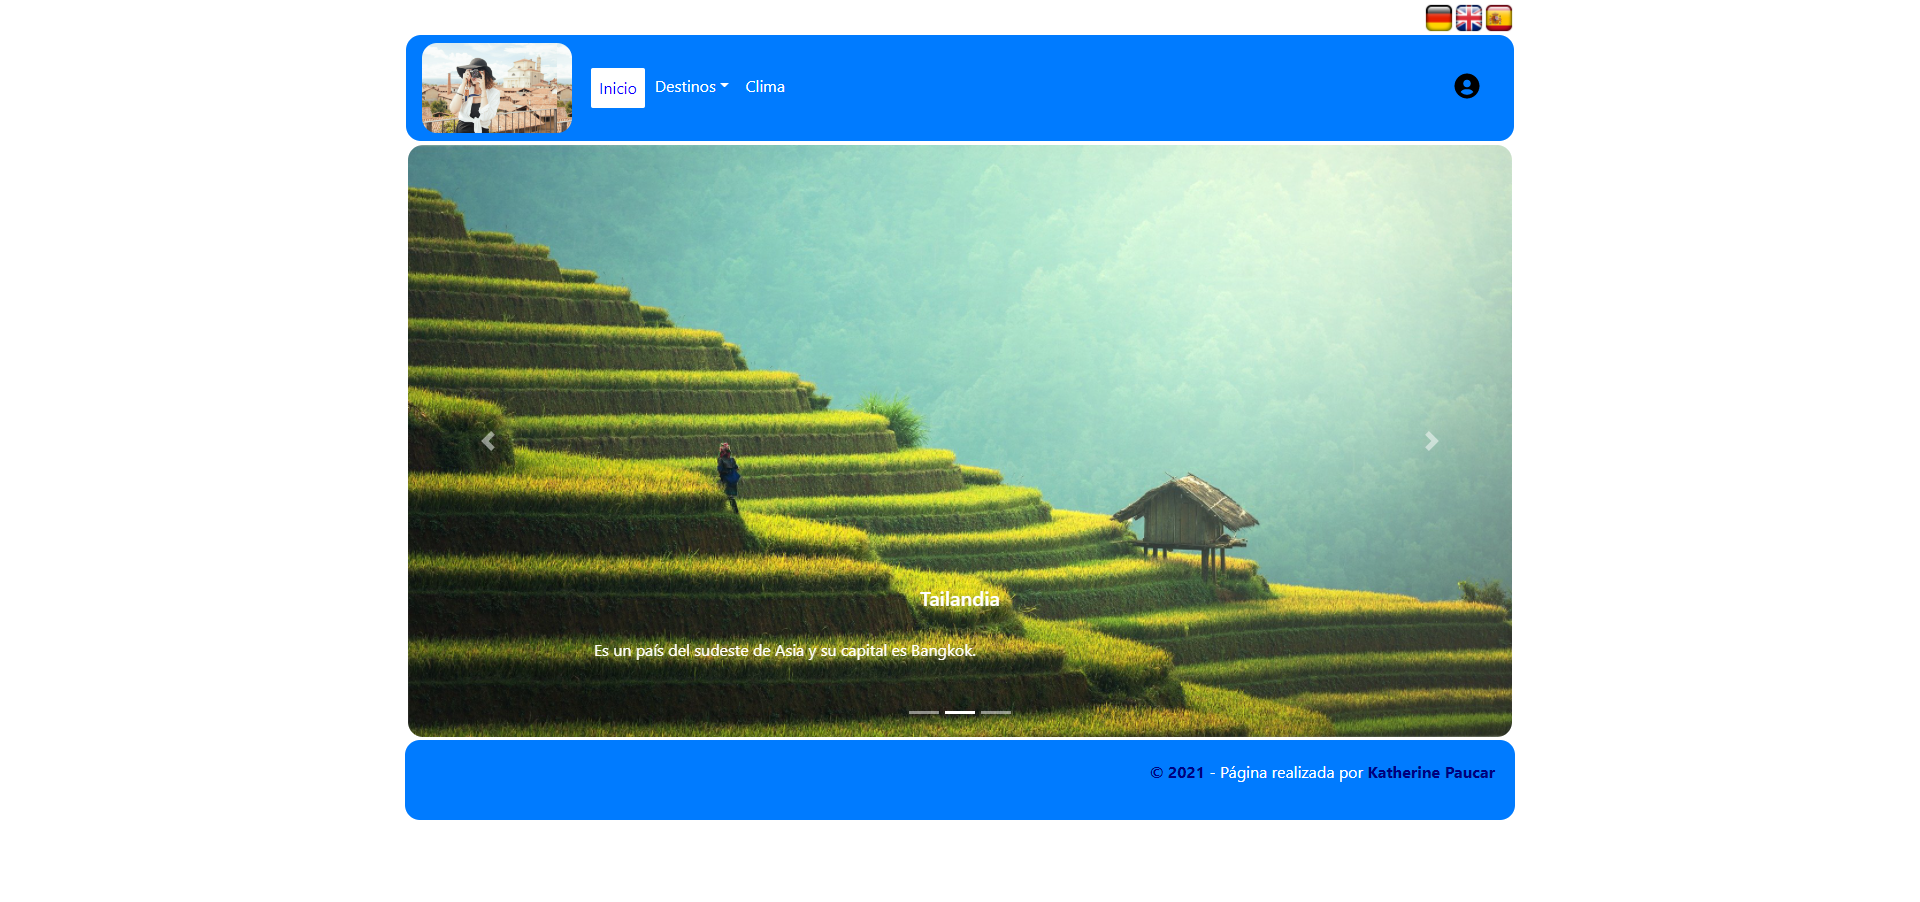 Inicio Destinos Clima
Tailandia
Es un país del sudeste de Asia y su capital es Bangkok.
© 2021 - Página realizada por Katherine Paucar